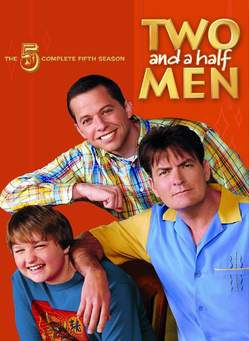 TWO
and a half
MEN
THE 5 COMPLETE FIFTH SEASON